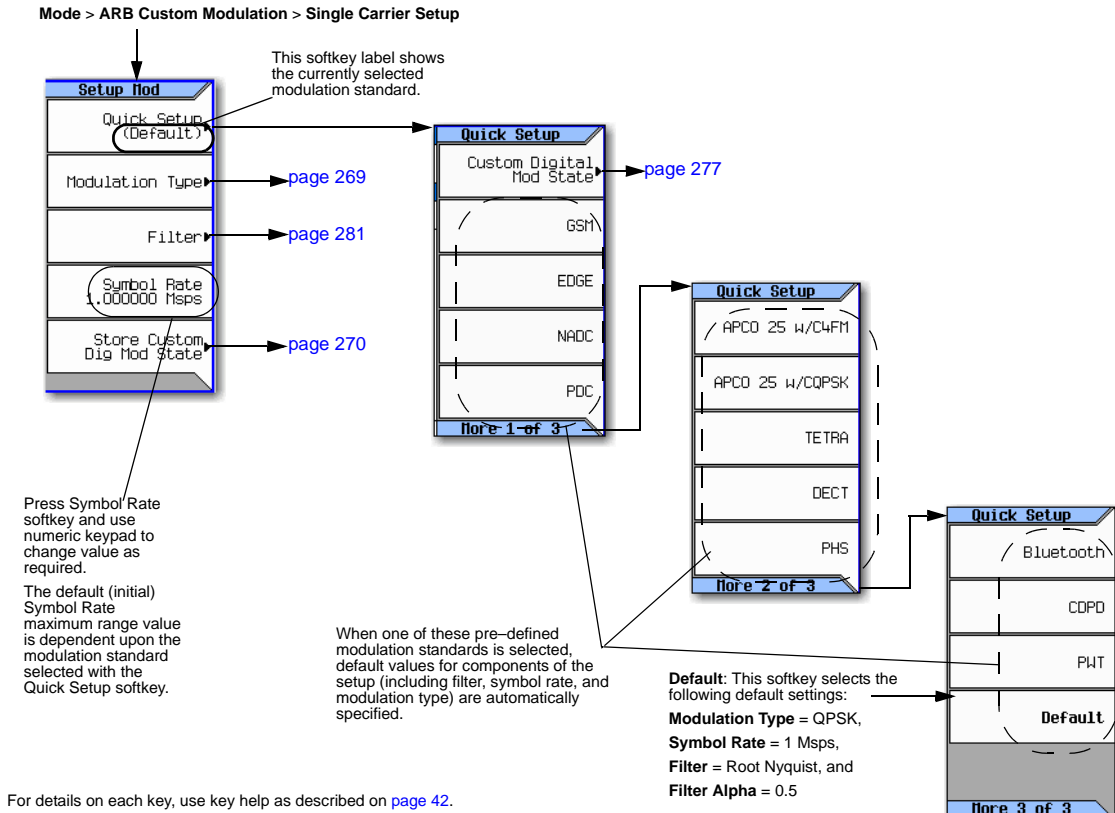 Mode > ARB Custom Modulation > Single Carrier Setup
This softkey label shows
the currently selected
modulation standard.
Setup Mod
Quick Setup
(Default)
Modulation Type
page 269
Filter
page 281
Symbol Rate
1.000000 Msps
Store Custom
Dig Mod State
page 270
Quick Setup
Custom Digital
Mod State
page 277
GSM
EDGE
NADC
PDC
More 1 of 3
Quick Setup
APCO 25 w/C4FM
APCO 25 w/CQPSK
TETRA
DECT
PHS
More 2 of 3
Quick Setup
Bluetooth
CDPD
PWT
Default
More 3 of 3
Press Symbol Rate
softkey and use
numeric keypad to
change value as
required.
The default (initial)
Symbol Rate
maximum range value
is dependent upon the
modulation standard
selected with the
Quick Setup softkey.
When one of these pre–defined
modulation standards is selected,
default values for components of the
setup (including filter, symbol rate, and
modulation type) are automatically
specified.
Default: This softkey selects the
following default settings:
Modulation Type = QPSK,
Symbol Rate = 1 Msps,
Filter = Root Nyquist, and
Filter Alpha = 0.5
For details on each key, use key help as described on page 42.